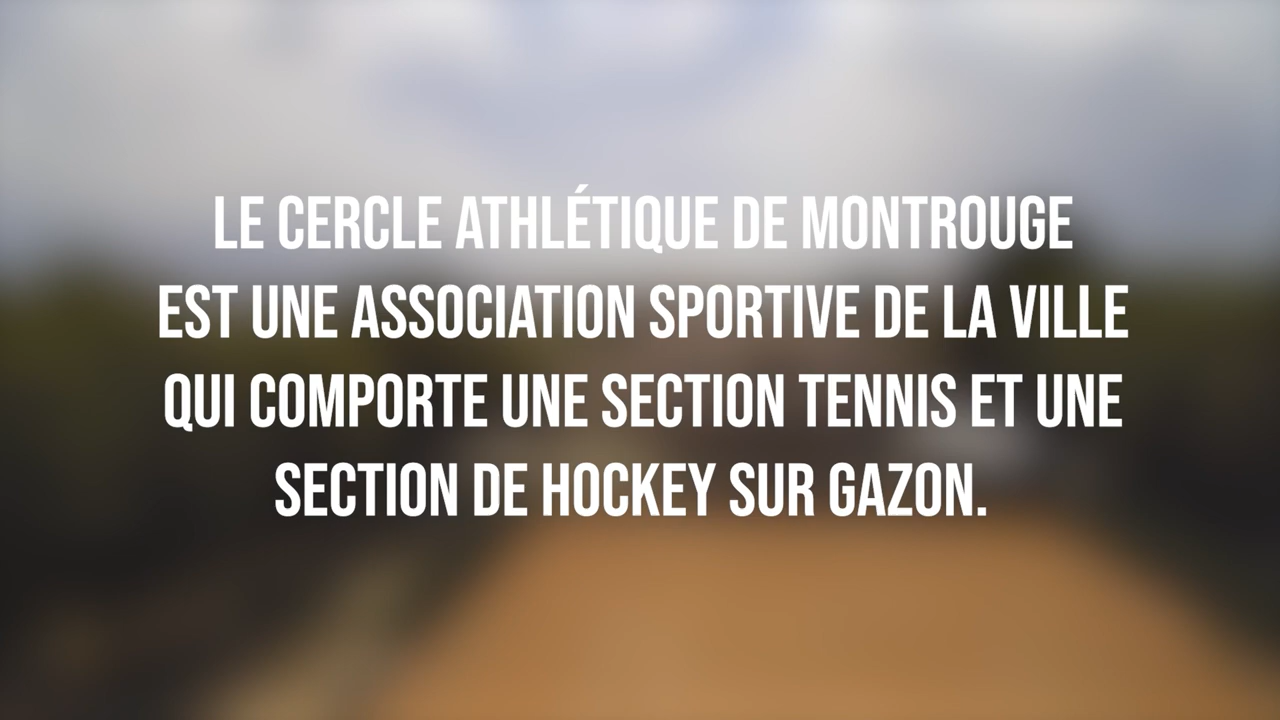 LE CERCLE ATHLÉTIQUE DE MONTROUGE
EST UNE ASSOCIATION SPORTIVE DE LA VILLE
QUI COMPORTE UNE SECTION TENNIS ET UNE
SECTION DE HOCKEY SUR GAZON.